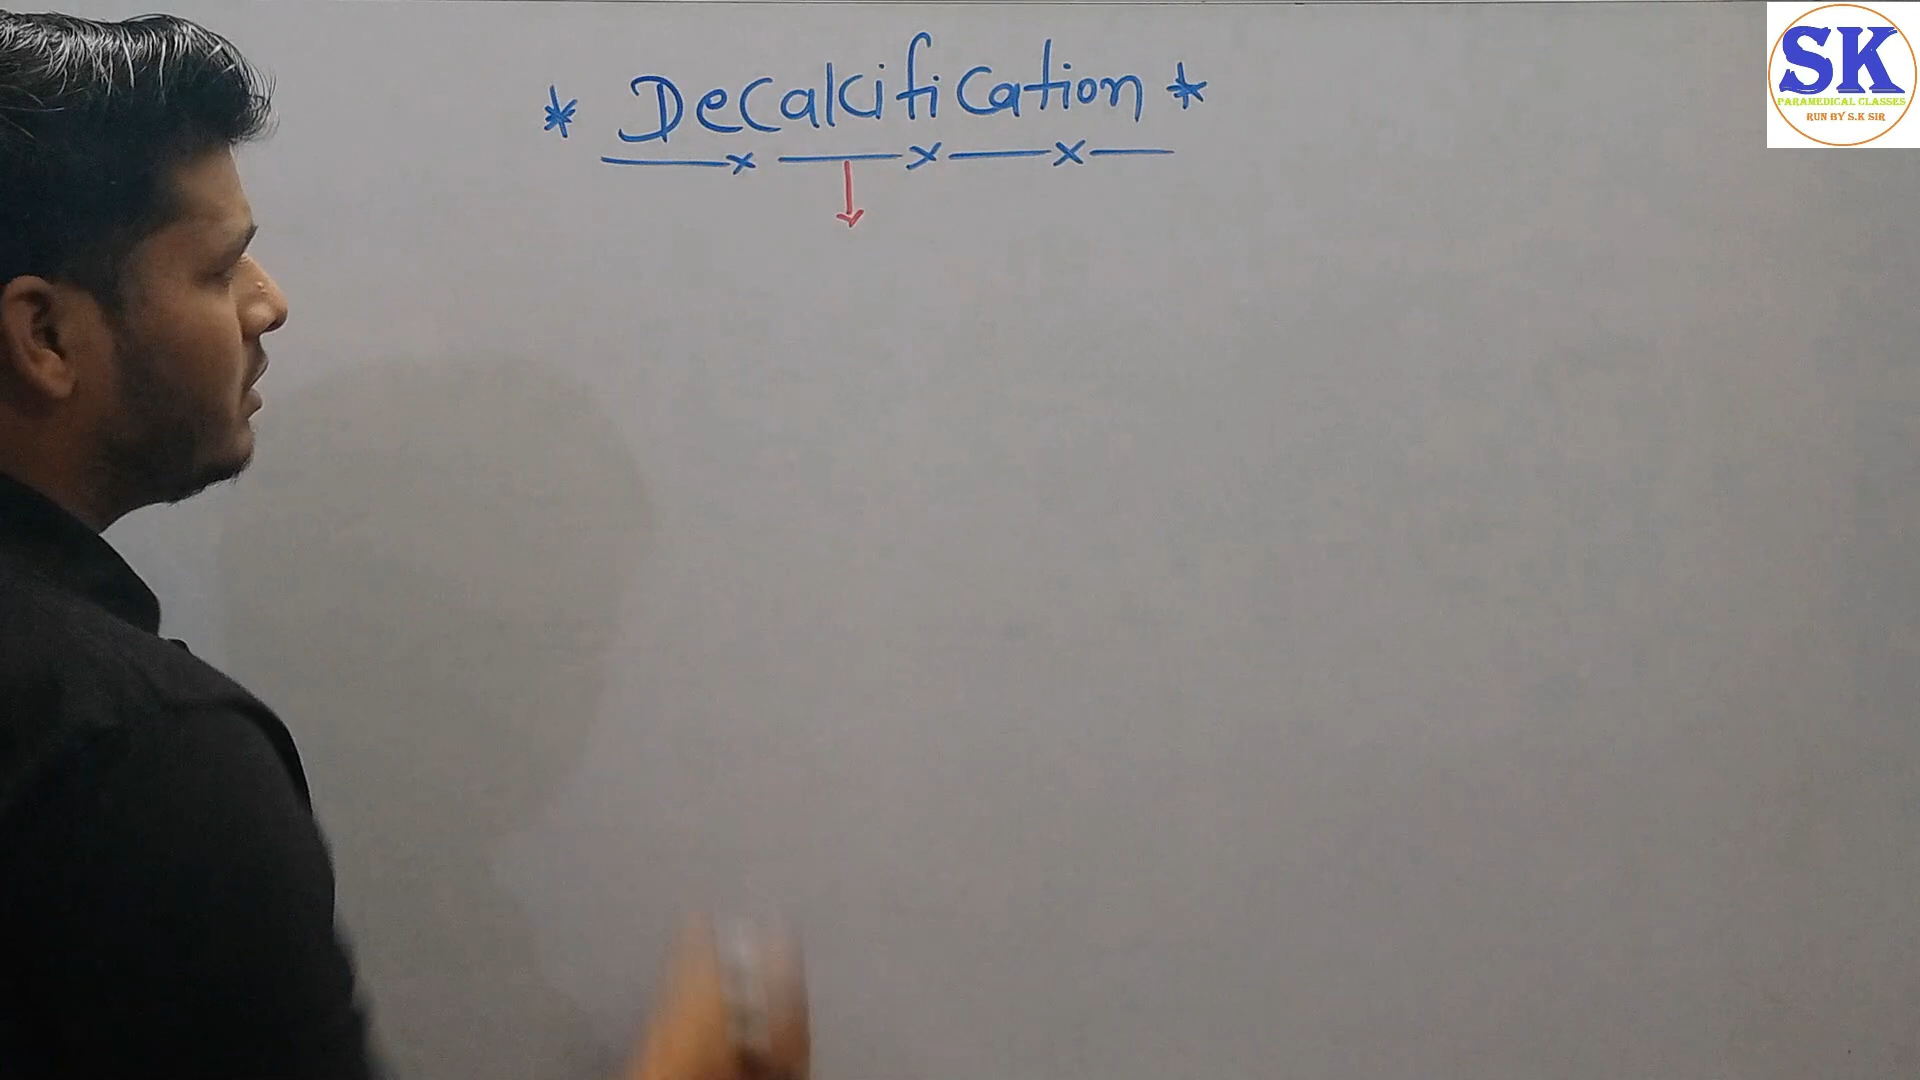 * Decalcification *
SK
PARAMEDICAL CLASSES
RUN BY S.K SIR